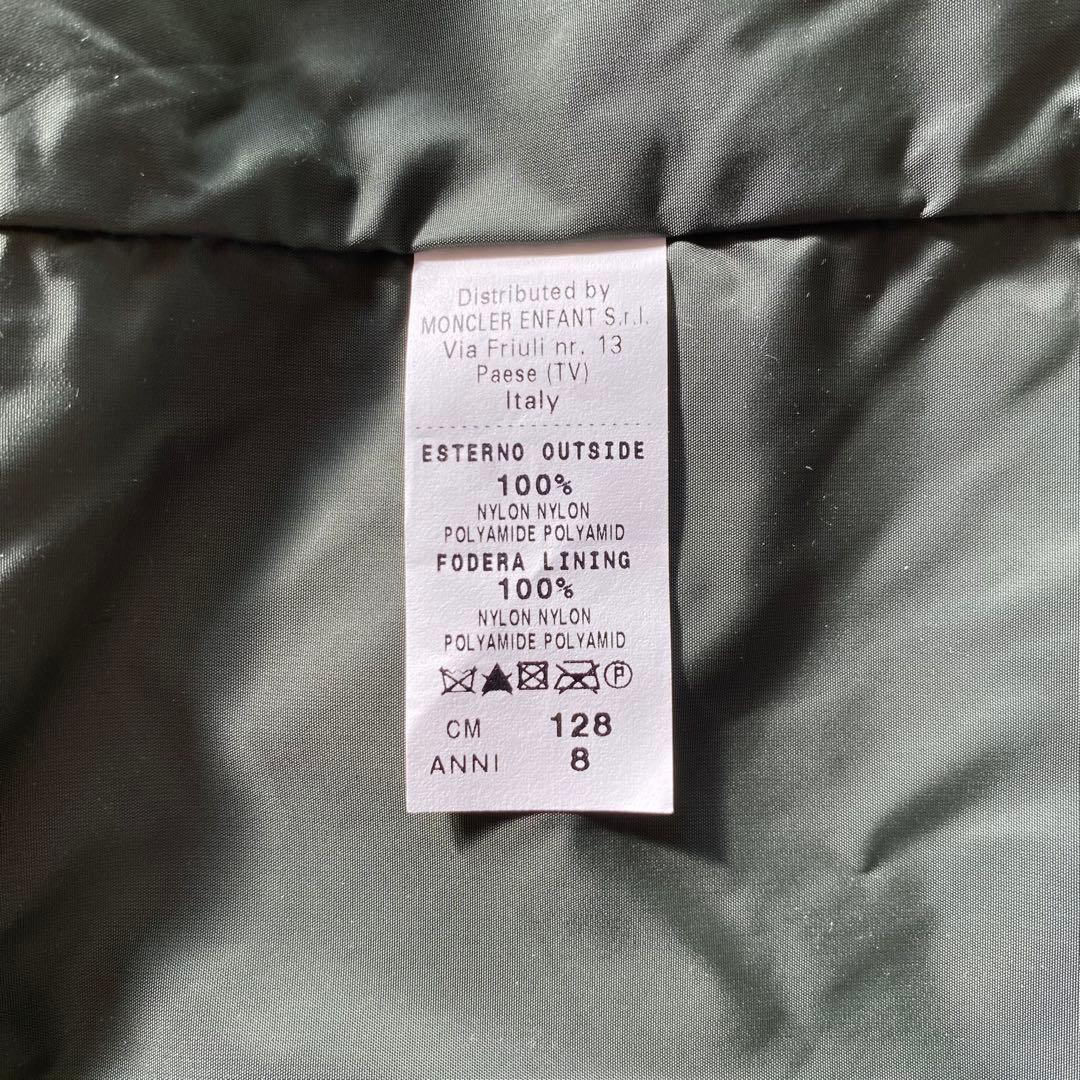 Distributed by
MONCLER ENFANT S.r.l.
Via Friuli nr. 13
Paese (TV)
Italy
ESTERNO OUTSIDE
100%
NYLON NYLON
POLYAMIDE POLYAMID
FODERA LINING
100%
NYLON NYLON
POLYAMIDE POLYAMID
P
CM 128
ANNI 8